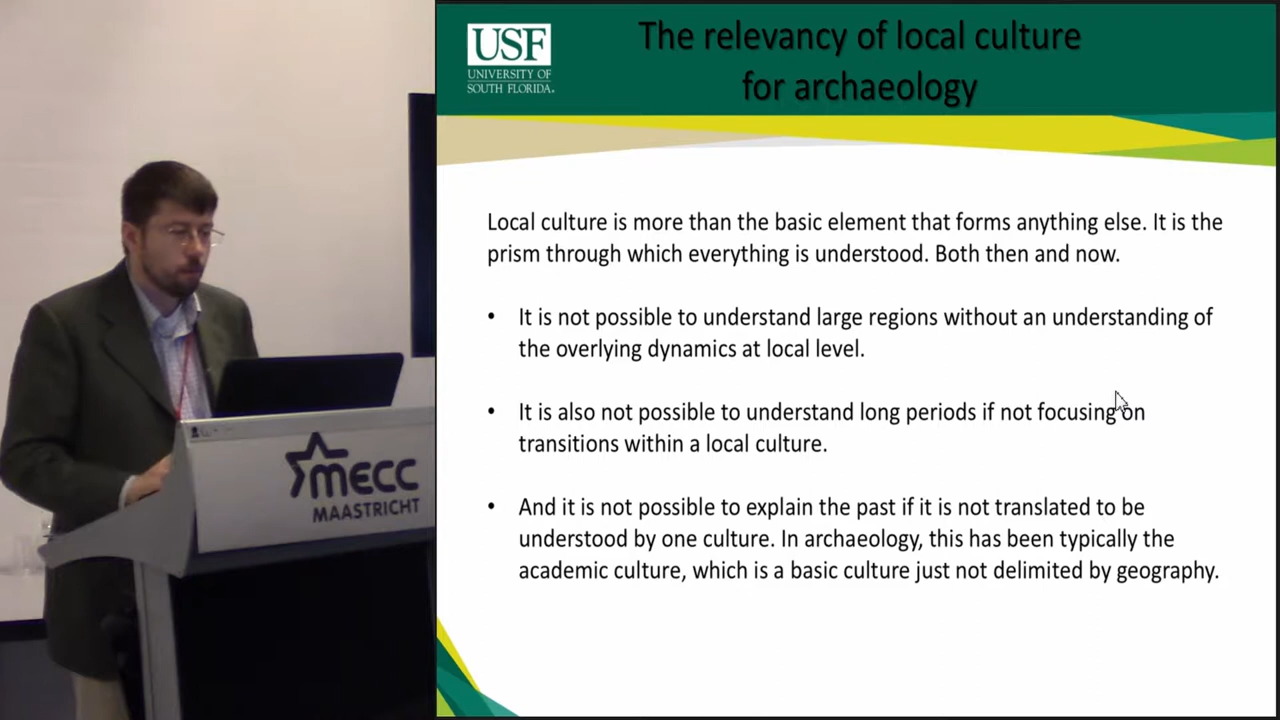 USF
UNIVERSITY OF
SOUTH FLORIDA.
The relevancy of local culture
for archaeology
Local culture is more than the basic element that forms anything else. It is the
prism through which everything is understood. Both then and now.
• It is not possible to understand large regions without an understanding of
the overlying dynamics at local level.
• It is also not possible to understand long periods if not focusing on
transitions within a local culture.
• And it is not possible to explain the past if it is not translated to be
understood by one culture. In archaeology, this has been typically the
academic culture, which is a basic culture just not delimited by geography.
mecc
MAASTRICHT